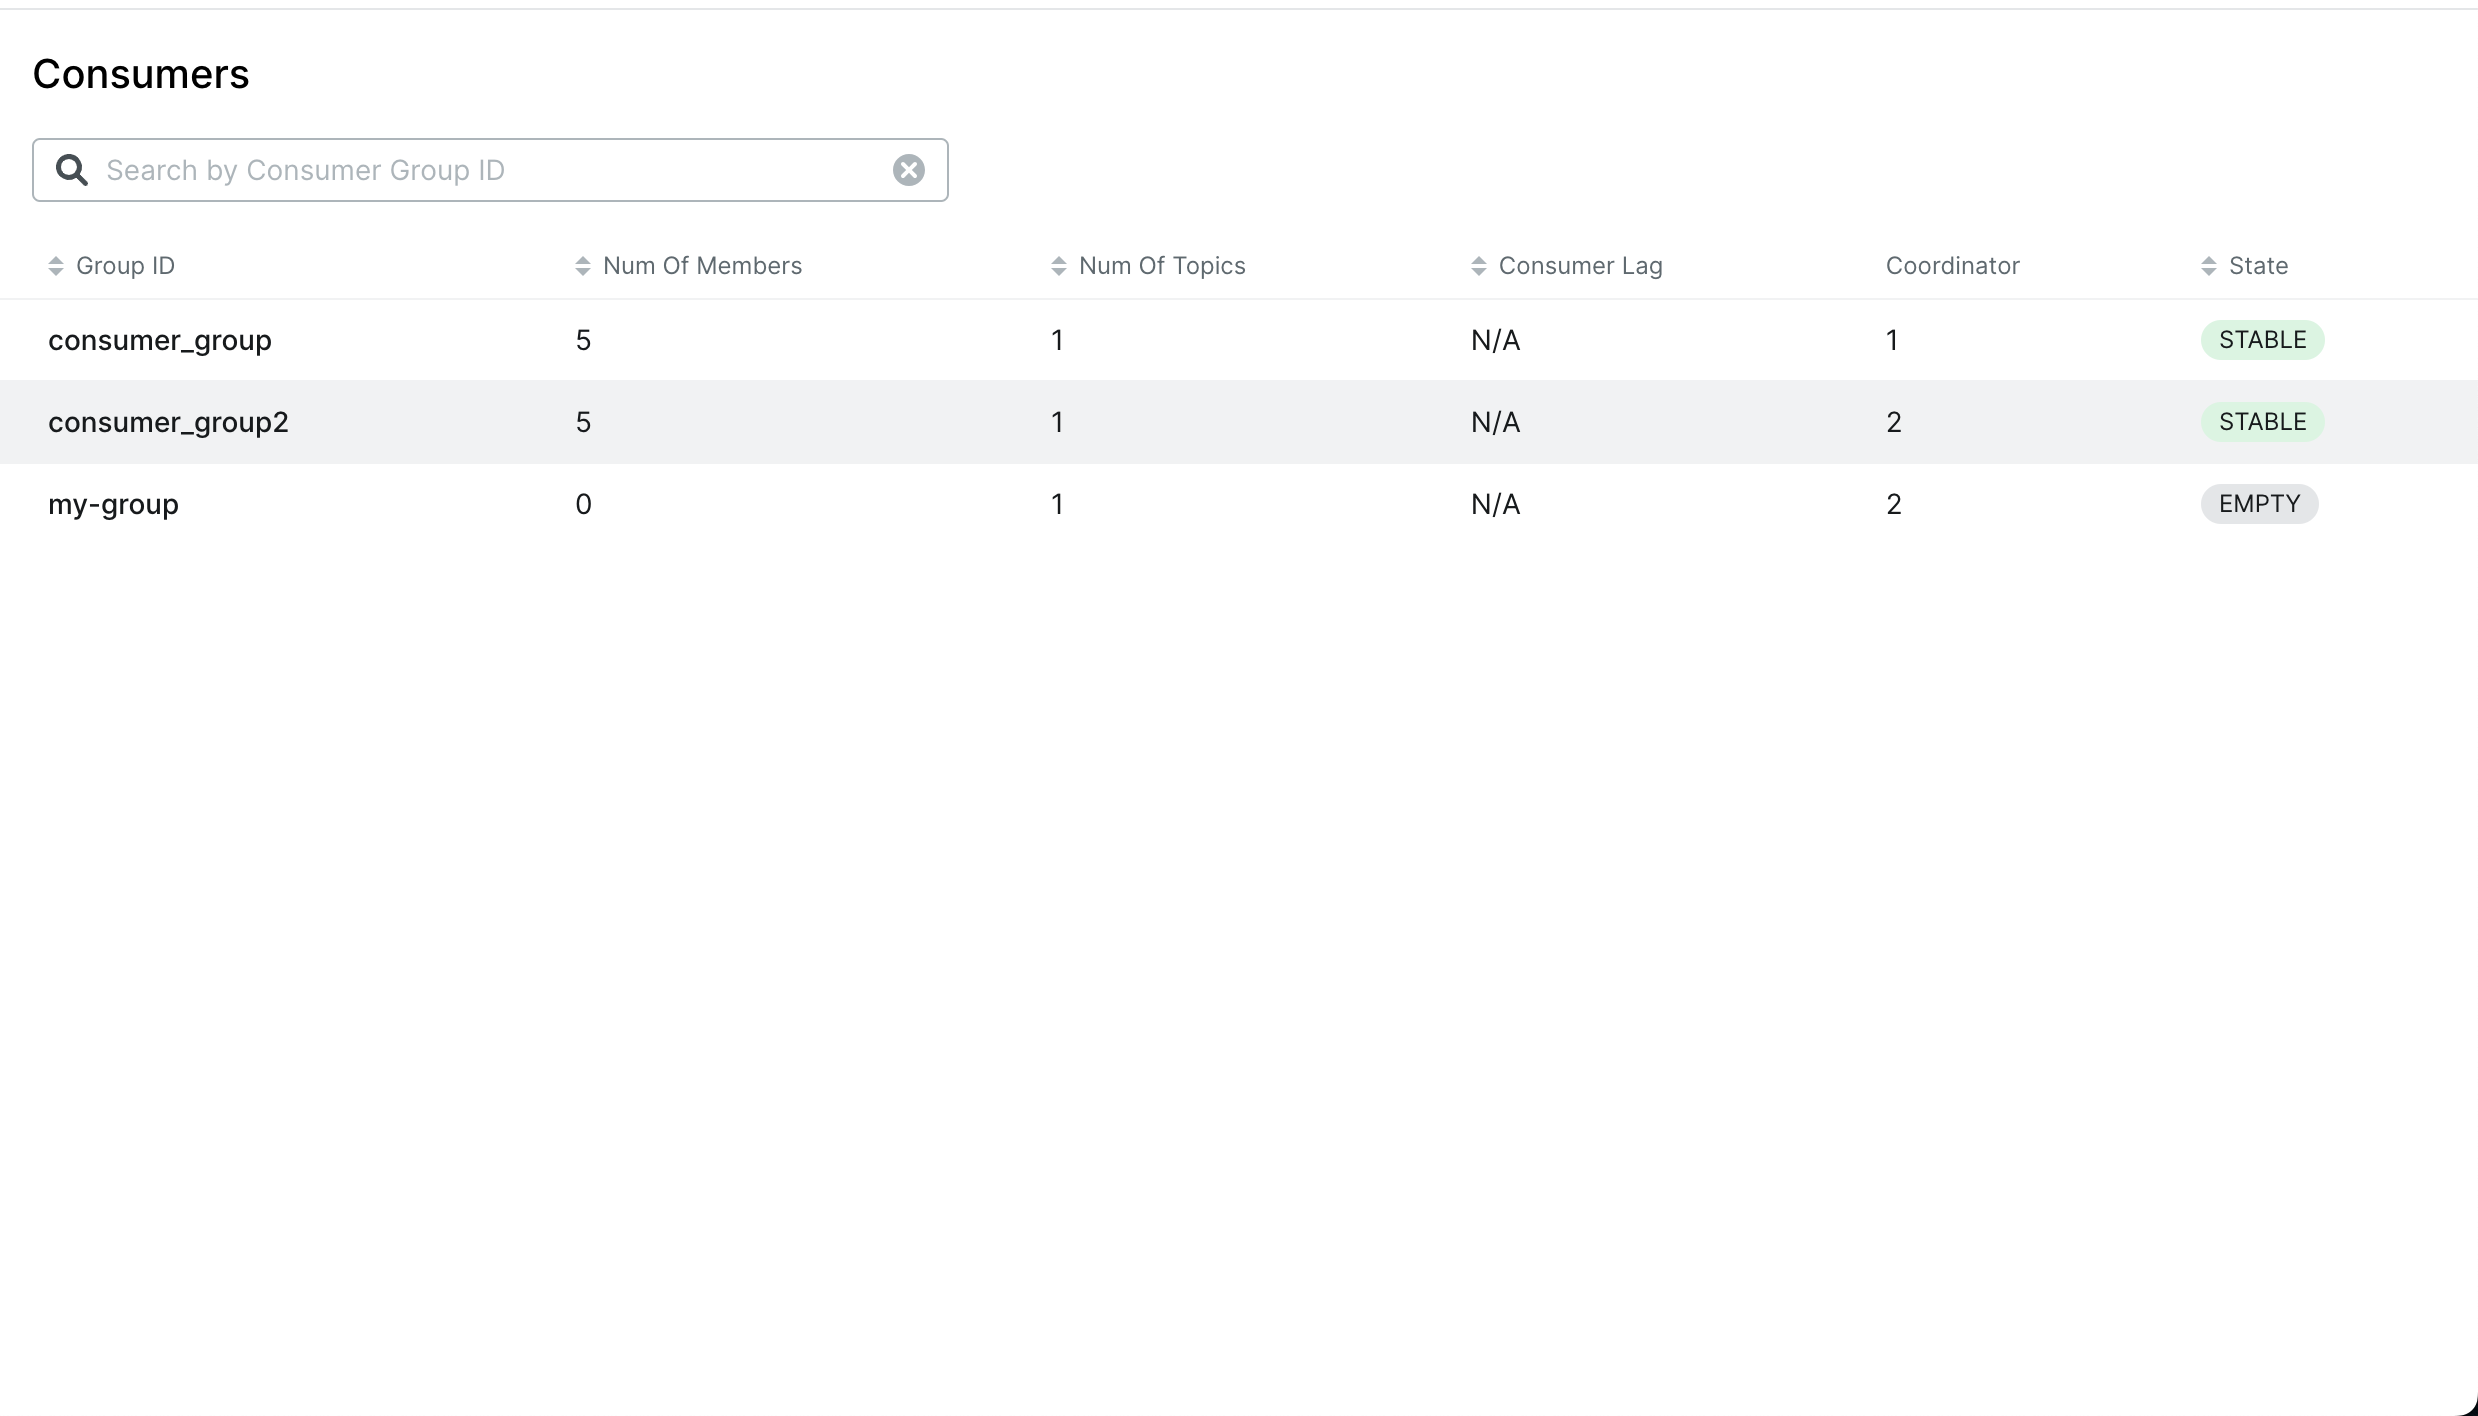 Consumers
Search by Consumer Group ID
Group ID Num Of Members Num Of Topics Consumer Lag Coordinator State
consumer_group 5 1 N/A 1 STABLE
consumer_group2 5 1 N/A 2 STABLE
my-group 0 1 N/A 2 EMPTY